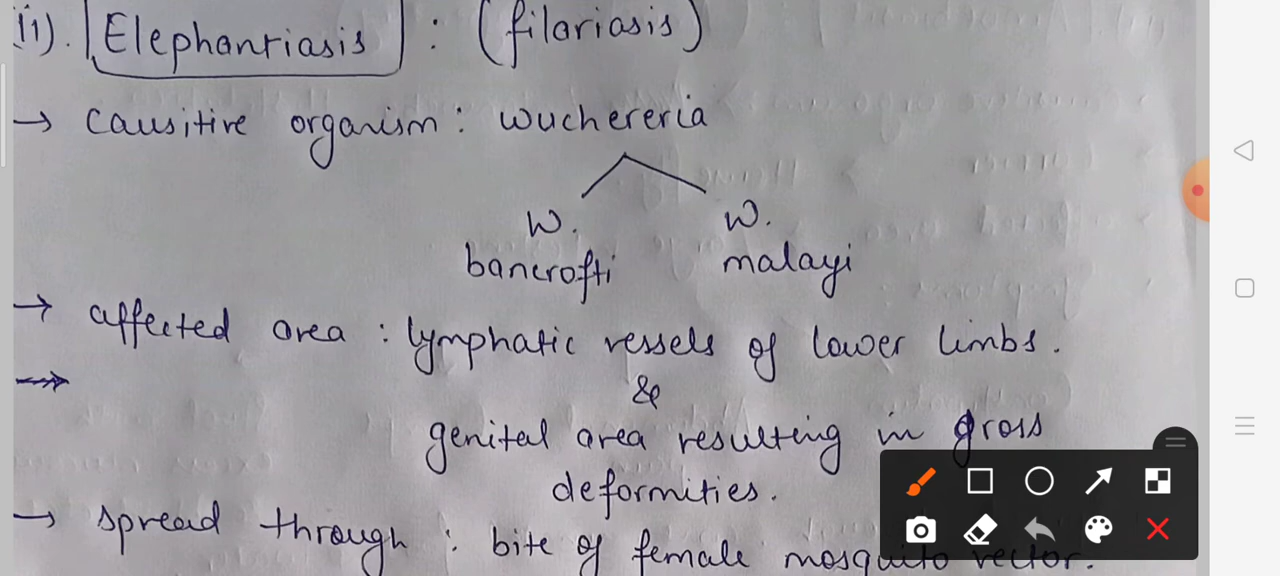 (ii). Elephantiasis : (filariasis)
→ Causitive organism : wuchereria
W. W.
bancrofti malayi
→ affected area : lymphatic vessels of lower limbs.
&
genital area resulting in gross
deformities.
→ spread through : bite of female mosquito vector.